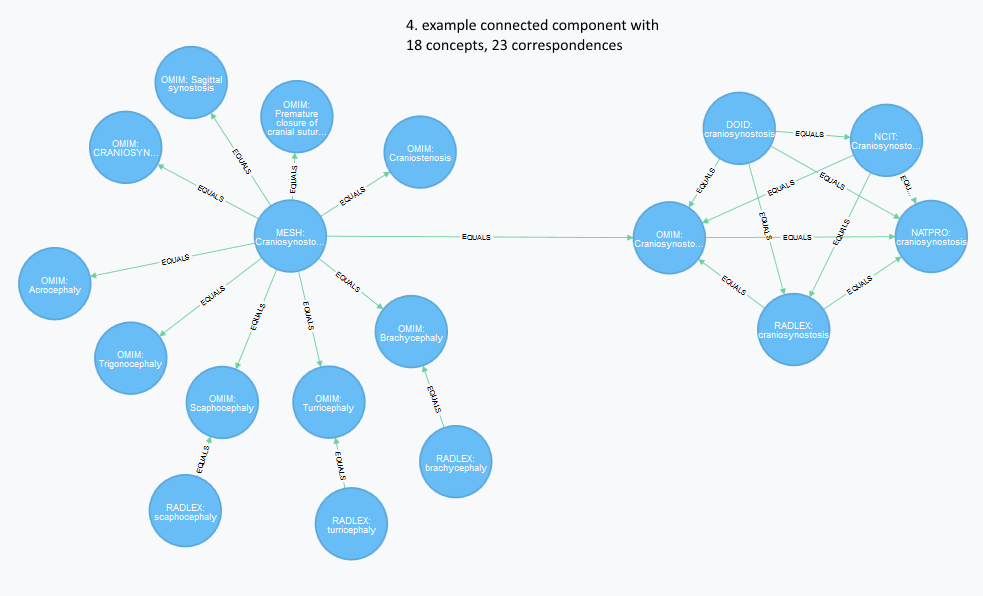 4. example connected component with
18 concepts, 23 correspondences
OMIM: Sagittal
synostosis
OMIM:
Premature
closure of
cranial sutur...
OMIM:
CRANIOSYN...
OMIM:
Craniostenosis
DOID:
craniosynostosis
NCIT:
Craniosynosto...
EQUALS
EQUALS
EQUALS
EQUALS
EQUALS
EQUALS
EQUALS
EQUALS
EQU...
MESH:
Craniosynosto...
EQUALS
OMIM:
Craniosynosto...
EQUALS
EQUALS
EQUALS
NATPRO:
craniosynostosis
OMIM:
Acrocephaly
EQUALS
EQUALS
EQUALS
EQUALS
EQUALS
EQUALS
EQUALS
OMIM:
Trigonocephaly
OMIM:
Brachycephaly
RADLEX:
craniosynostosis
OMIM:
Scaphocephaly
OMIM:
Turricephaly
EQUALS
EQUALS
EQUALS
RADLEX:
brachycephaly
RADLEX:
scaphocephaly
RADLEX:
turricephaly